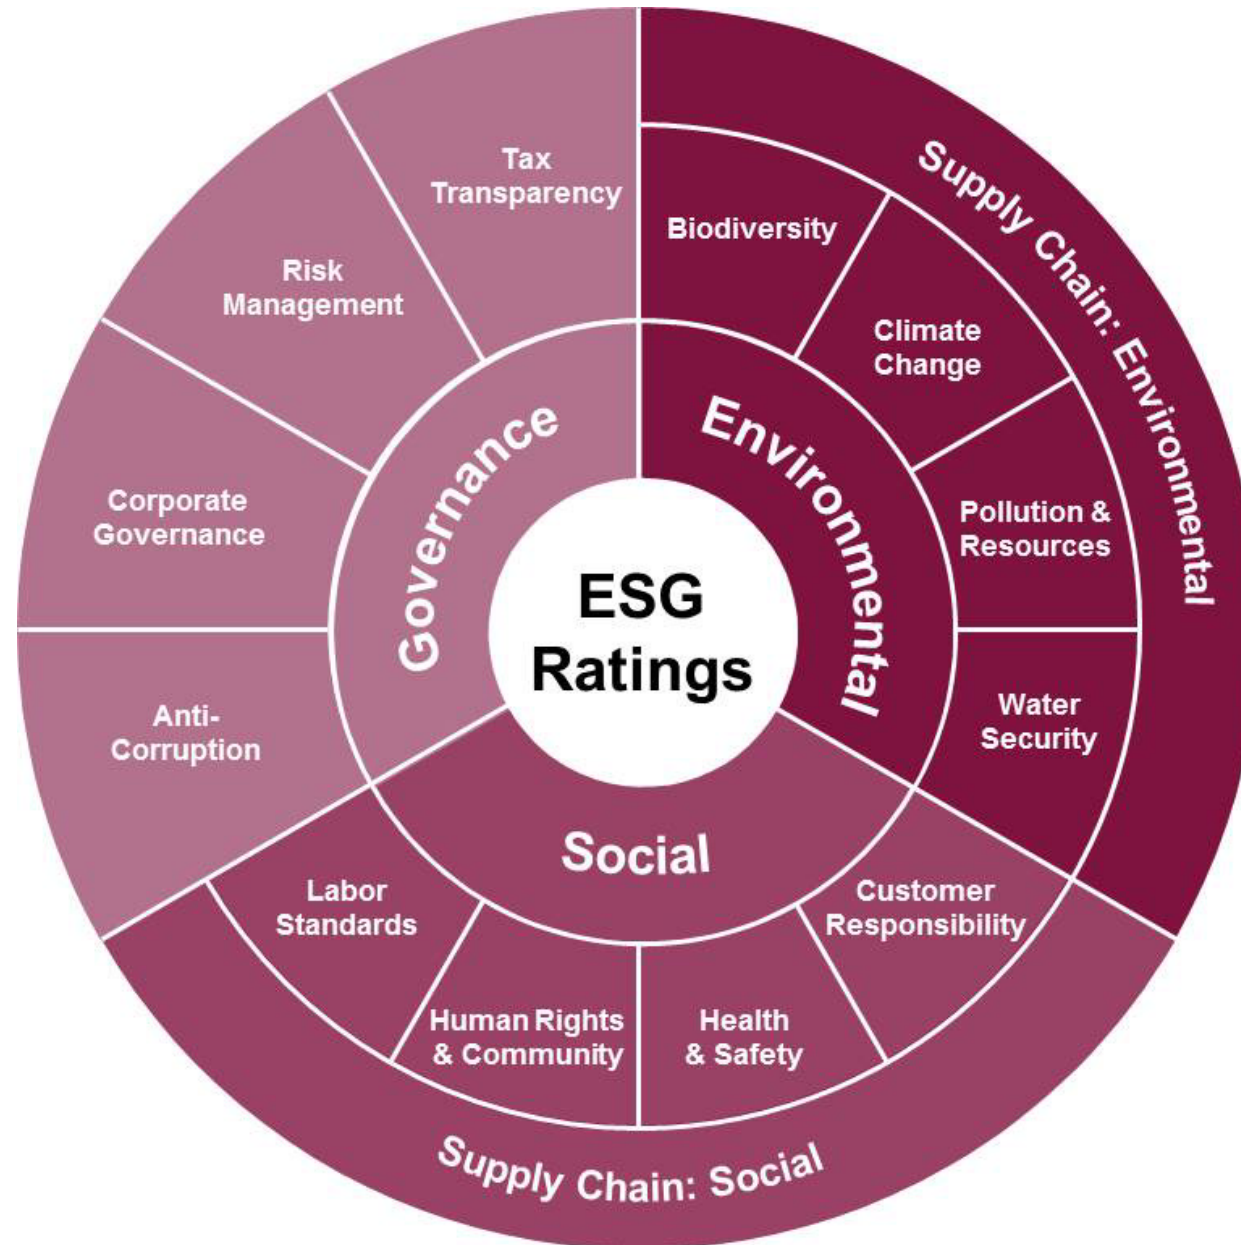 ESG
Ratings
Environmental
Biodiversity
Climate
Change
Pollution &
Resources
Water
Security
Supply Chain: Environmental
Social
Customer
Responsibility
Health
& Safety
Human Rights
& Community
Labor
Standards
Supply Chain: Social
Governance
Anti-
Corruption
Corporate
Governance
Risk
Management
Tax
Transparency